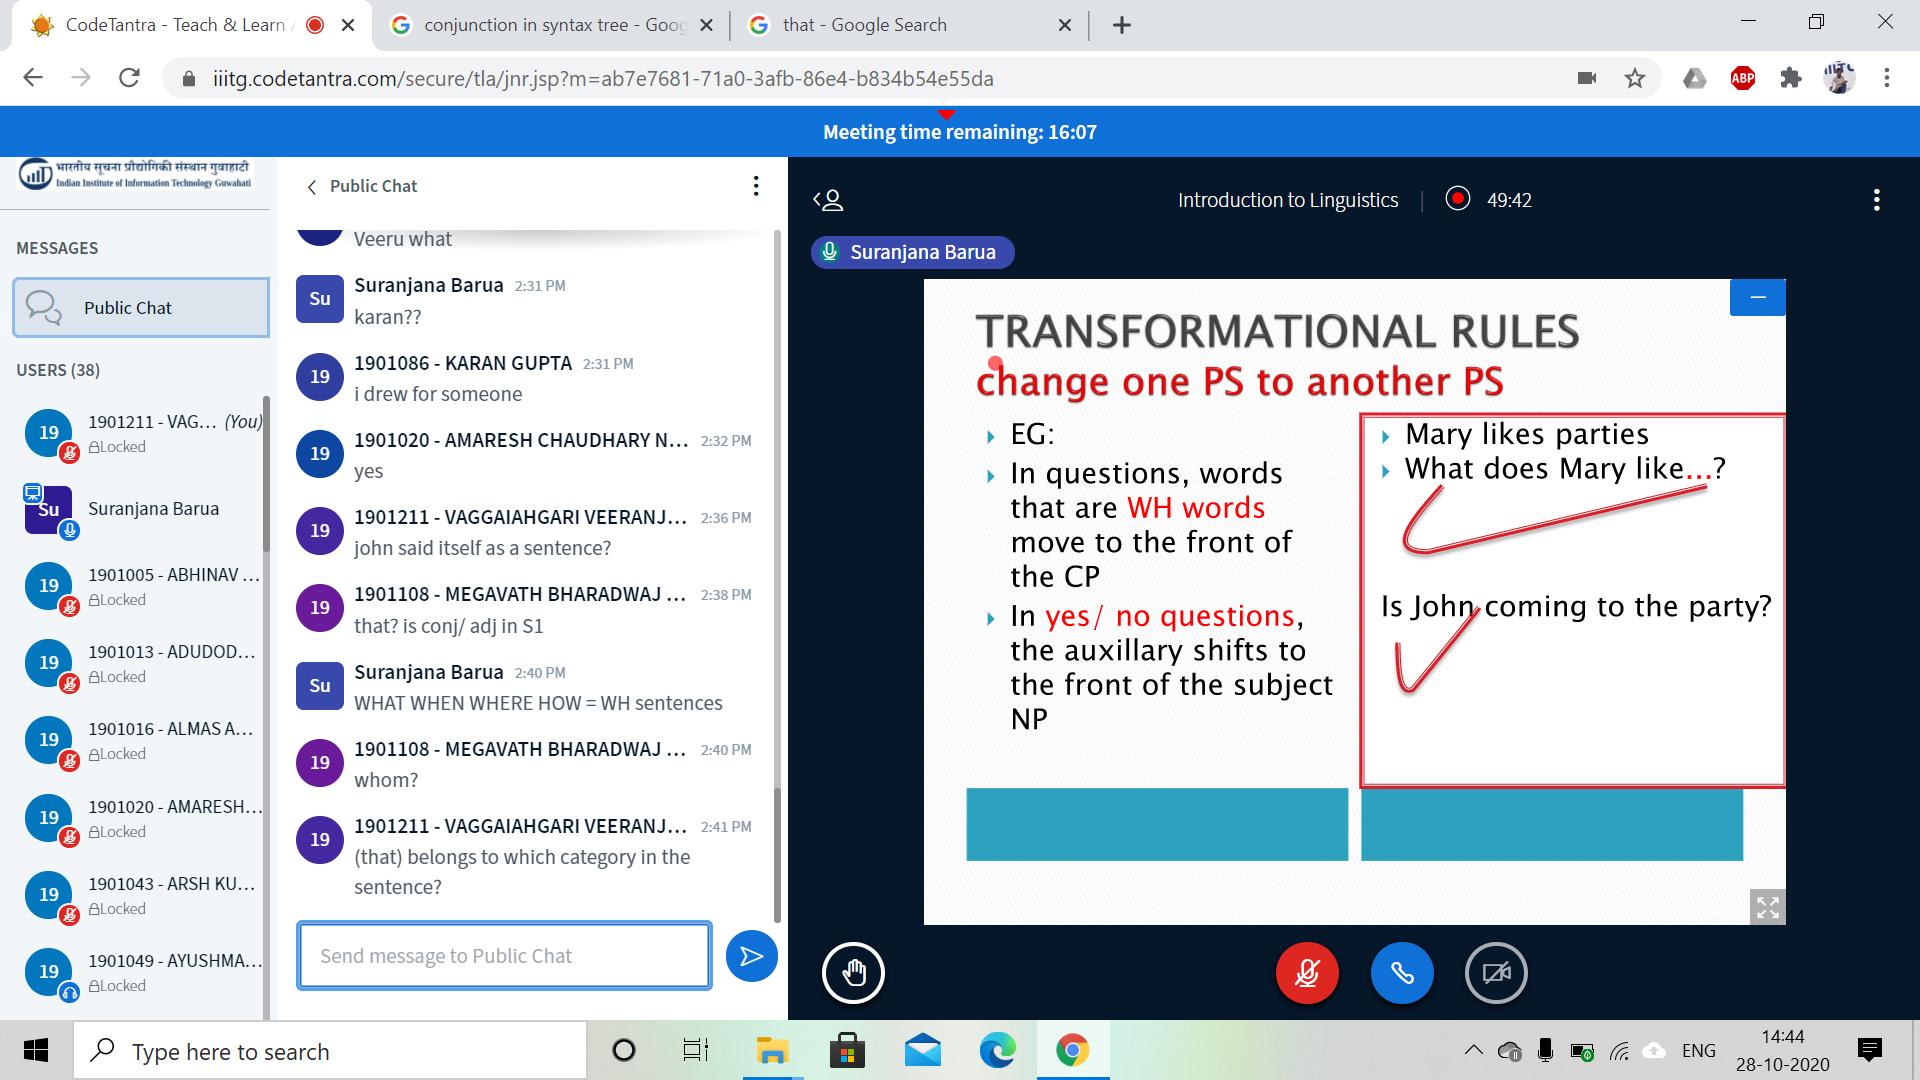 CodeTantra - Teach & Learn
conjunction in syntax tree - Goog
that - Google Search
iiitg.codetantra.com/secure/tla/jnr.jsp?m=ab7e7681-71a0-3afb-86e4-b834b54e55da
ABP
Meeting time remaining: 16:07
भारतीय सूचना प्रौद्योगिकी संस्थान गुवाहाटी
Indian Institute of Information Technology Guwahati
MESSAGES
Public Chat
USERS (38)
19
1901211 - VAG... (You)
Locked
Su
Suranjana Barua
19
1901005 - ABHINAV ...
Locked
19
1901013 - ADUDOD...
Locked
19
1901016 - ALMAS A...
Locked
19
1901020 - AMARESH...
Locked
19
1901043 - ARSH KU...
Locked
19
1901049 - AYUSHMA...
Locked
Public Chat
Veeru what
Su
Suranjana Barua 2:31 PM
karan??
19
1901086 - KARAN GUPTA 2:31 PM
i drew for someone
19
1901020 - AMARESH CHAUDHARY N... 2:32 PM
yes
19
1901211 - VAGGAIAHGARI VEERANJ... 2:36 PM
john said itself as a sentence?
19
1901108 - MEGAVATH BHARADWAJ ... 2:38 PM
that? is conj/ adj in S1
Su
Suranjana Barua 2:40 PM
WHAT WHEN WHERE HOW = WH sentences
19
1901108 - MEGAVATH BHARADWAJ ... 2:40 PM
whom?
19
1901211 - VAGGAIAHGARI VEERANJ... 2:41 PM
(that) belongs to which category in the
sentence?
Send message to Public Chat
Introduction to Linguistics
49:42
Suranjana Barua
TRANSFORMATIONAL RULES
change one PS to another PS
EG:
In questions, words
that are WH words
move to the front of
the CP
In yes/ no questions,
the auxillary shifts to
the front of the subject
NP
Mary likes parties
What does Mary like...?
Is John coming to the party?
Type here to search
ENG
14:44
28-10-2020